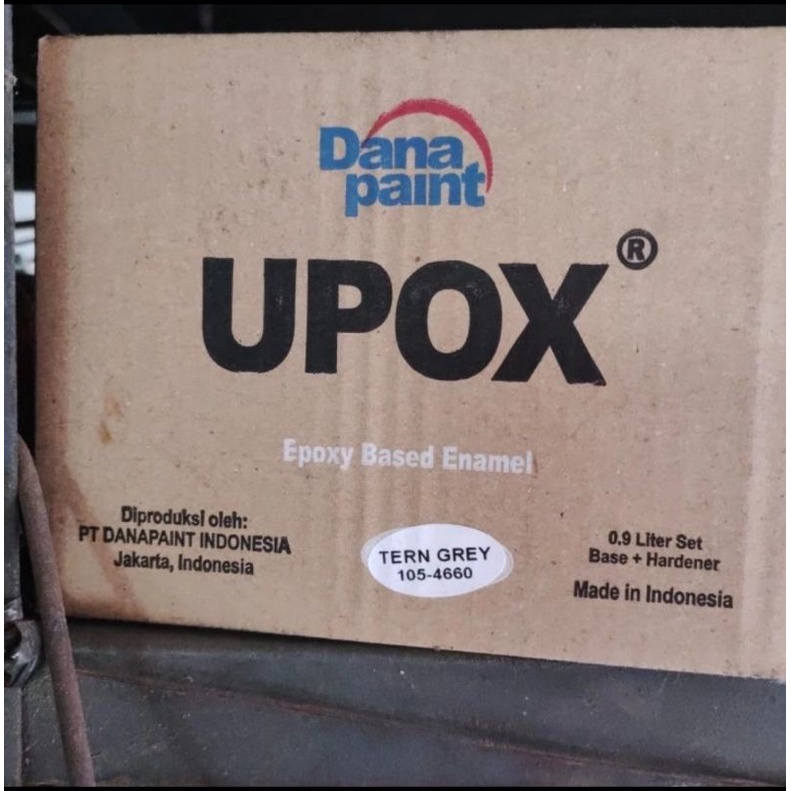 Dana
paint
UPOX®
Epoxy Based Enamel
Diproduksi oleh:
PT DANAPAINT INDONESIA
Jakarta, Indonesia
TERN GREY
105-4660
0.9 Liter Set
Base + Hardener
Made in Indonesia